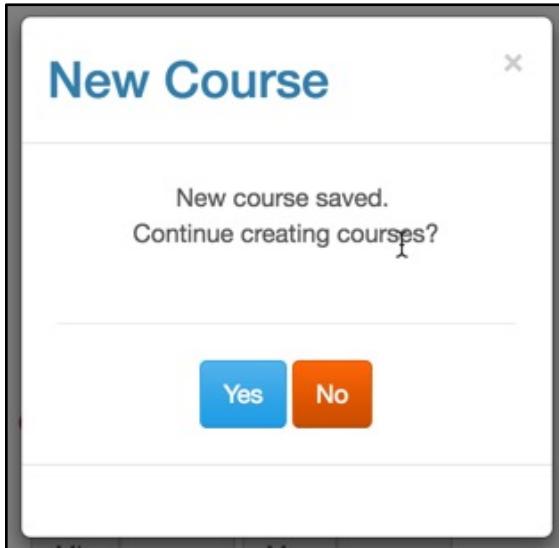 New Course
×
New course saved.
Continue creating courses?
Yes No